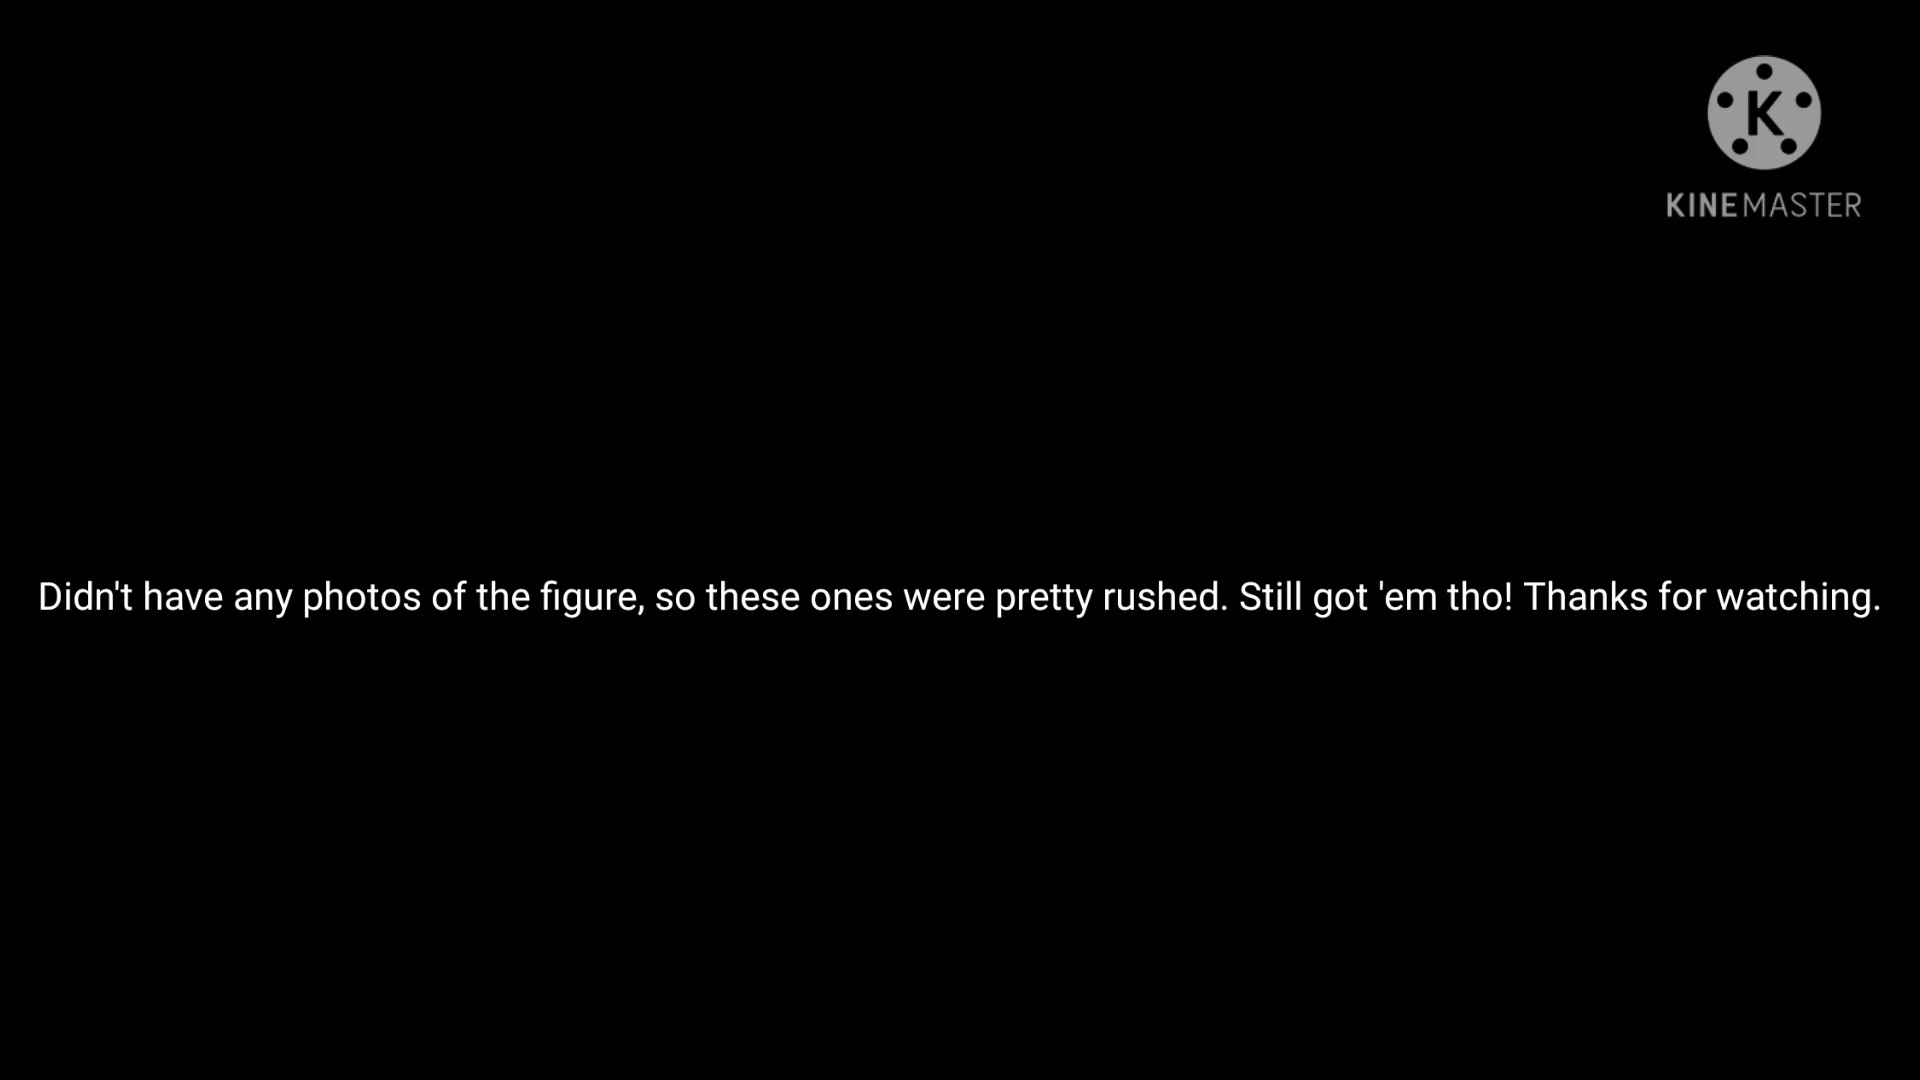 K
KINEMASTER
Didn't have any photos of the figure, so these ones were pretty rushed. Still got 'em tho! Thanks for watching.